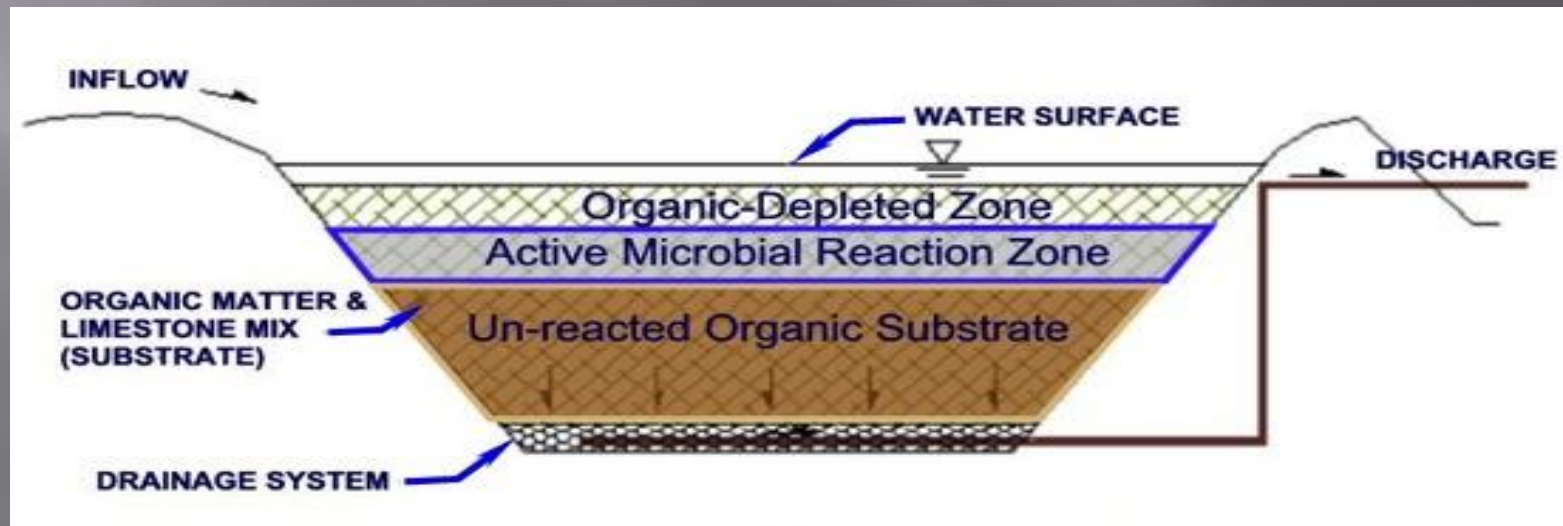 INFLOW
WATER SURFACE
DISCHARGE
Organic-Depleted Zone
Active Microbial Reaction Zone
ORGANIC MATTER &
LIMESTONE MIX
(SUBSTRATE)
Un-reacted Organic Substrate
DRAINAGE SYSTEM